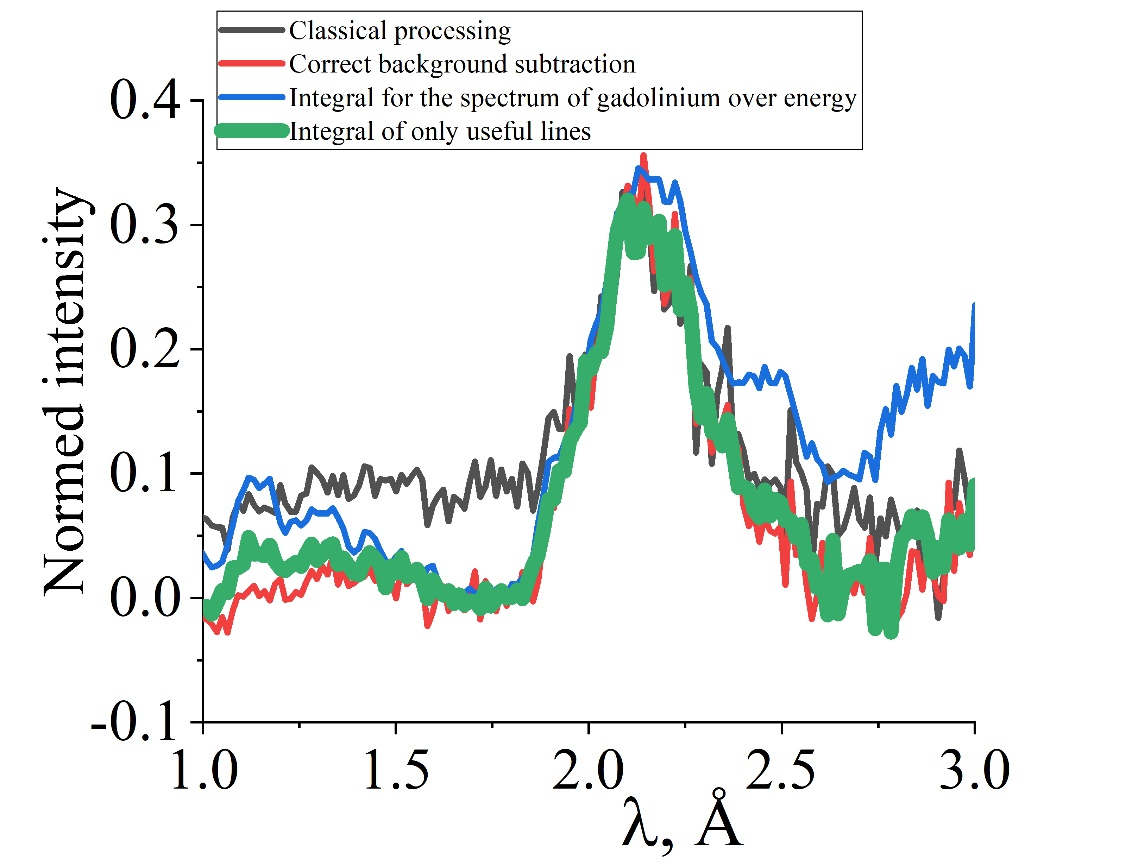 Classical processing
Correct background subtraction
Integral for the spectrum of gadolinium over energy
Integral of only useful lines
0.4
0.3
0.2
0.1
0.0
-0.1
Normed intensity
1.0 1.5 2.0 2.5 3.0
λ, Å